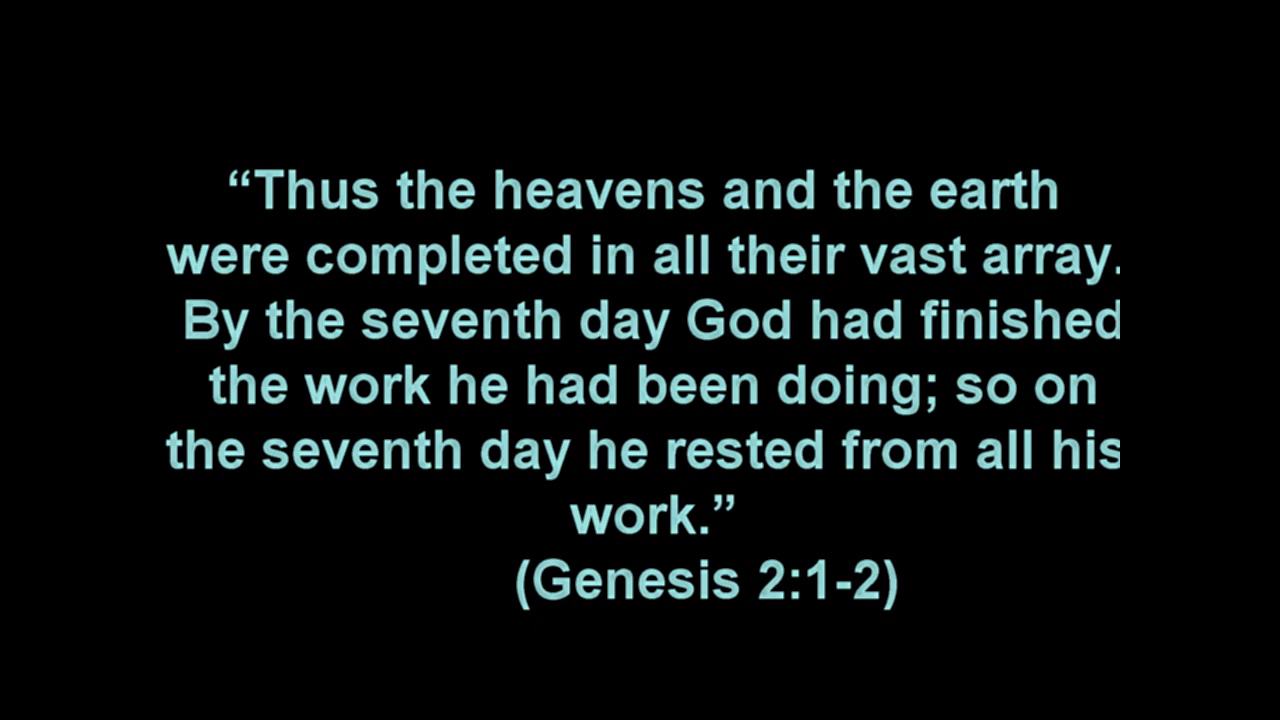 “Thus the heavens and the earth
were completed in all their vast array.
By the seventh day God had finished
the work he had been doing; so on
the seventh day he rested from all his
work.”
(Genesis 2:1-2)